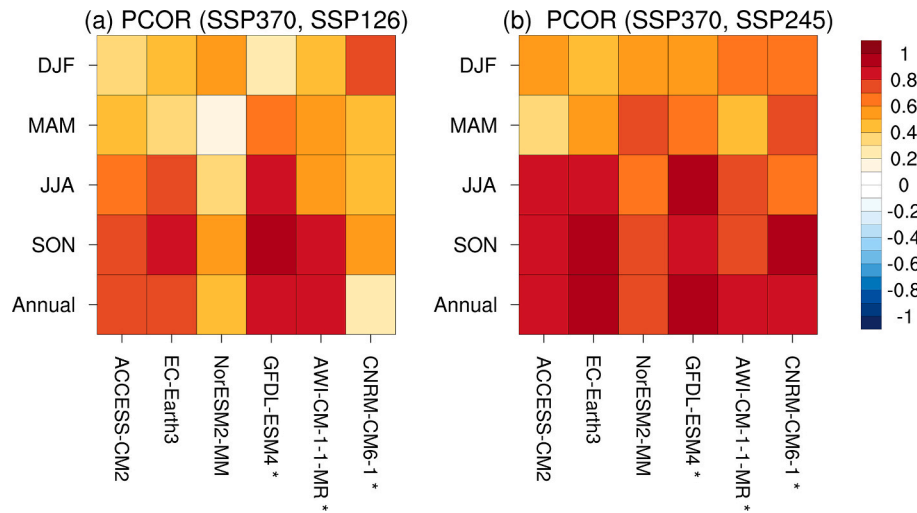 (a) PCOR (SSP370, SSP126)
(b) PCOR (SSP370, SSP245)
DJF
MAM
JJA
SON
Annual
ACCESS-CM2
EC-Earth3
NorESM2-MM
GFDL-ESM4 *
AWI-CM-1-1-MR *
CNRM-CM6-1 *
DJF
MAM
JJA
SON
Annual
ACCESS-CM2
EC-Earth3
NorESM2-MM
GFDL-ESM4 *
AWI-CM-1-1-MR *
CNRM-CM6-1 *
1
0.8
0.6
0.4
0.2
0
-0.2
-0.4
-0.6
-0.8
-1